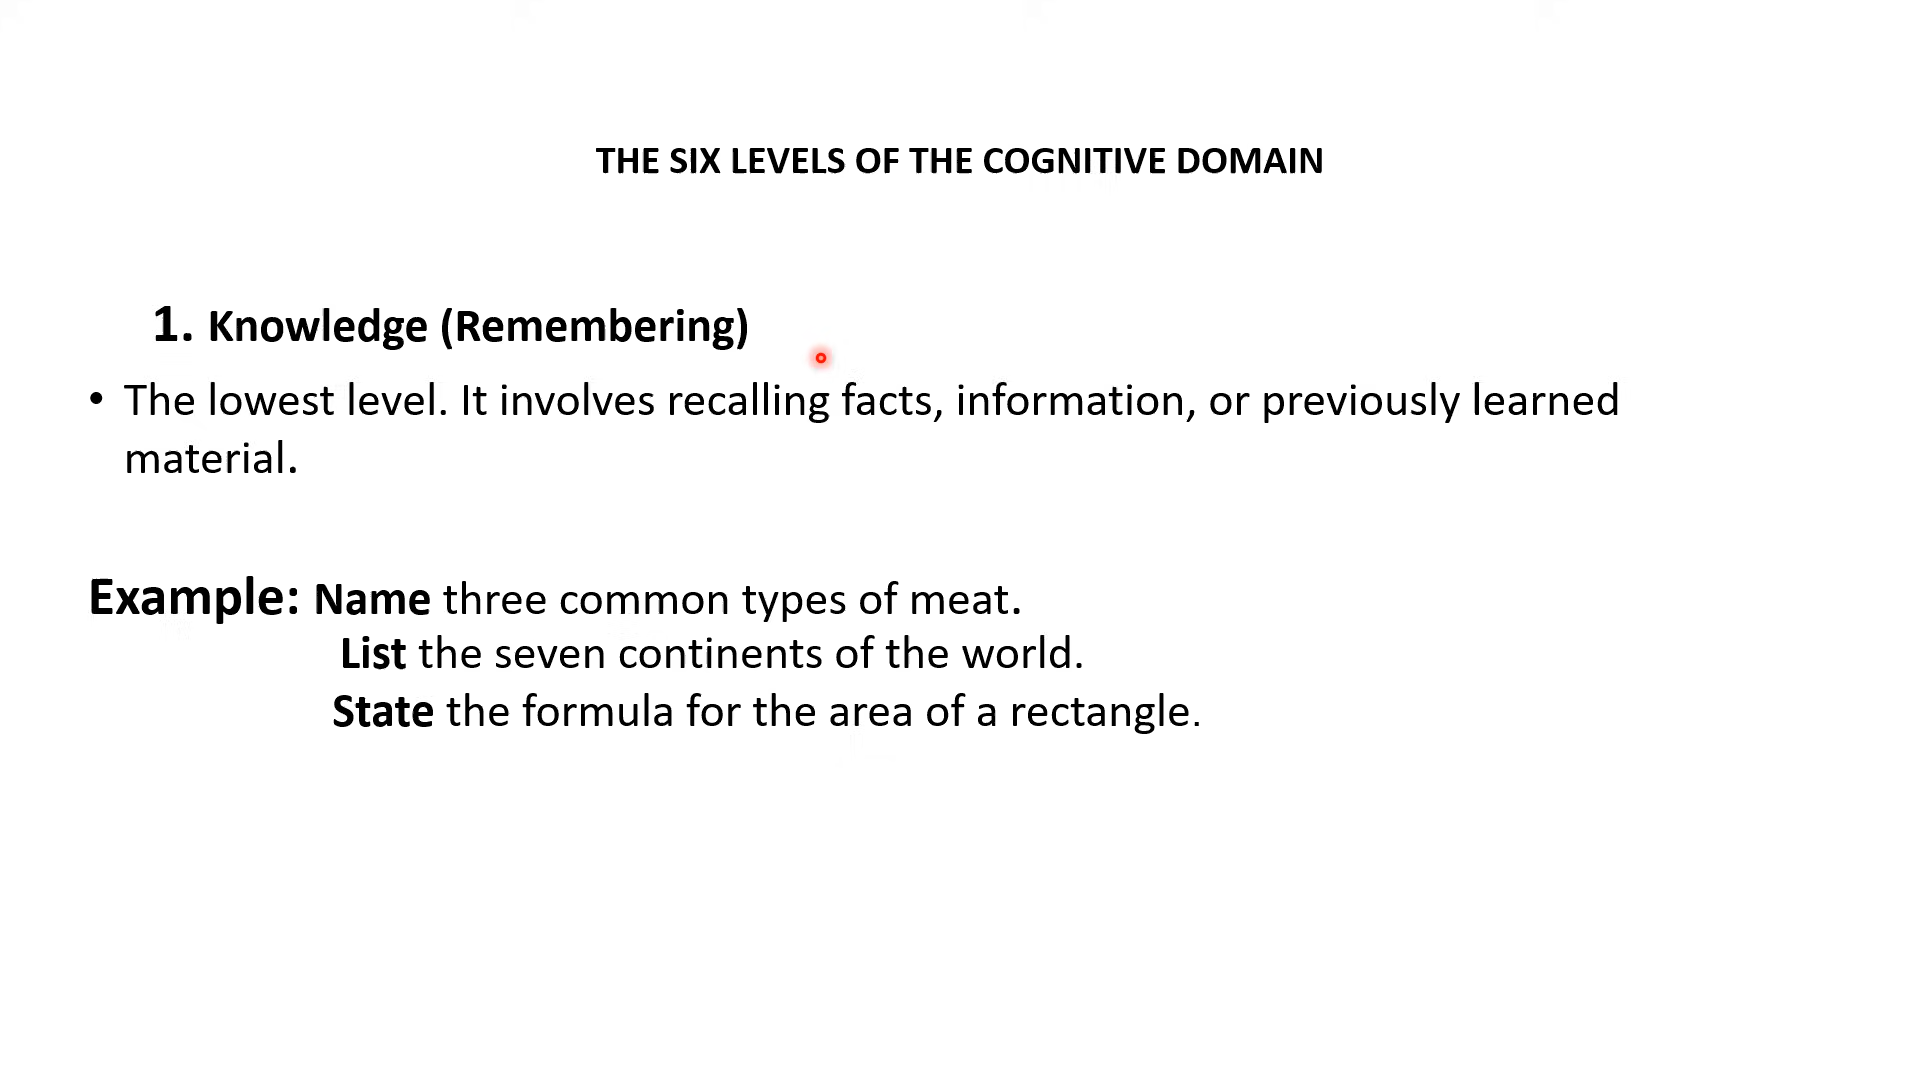 THE SIX LEVELS OF THE COGNITIVE DOMAIN
1. Knowledge (Remembering)
• The lowest level. It involves recalling facts, information, or previously learned
material.
Example: Name three common types of meat.
List the seven continents of the world.
State the formula for the area of a rectangle.